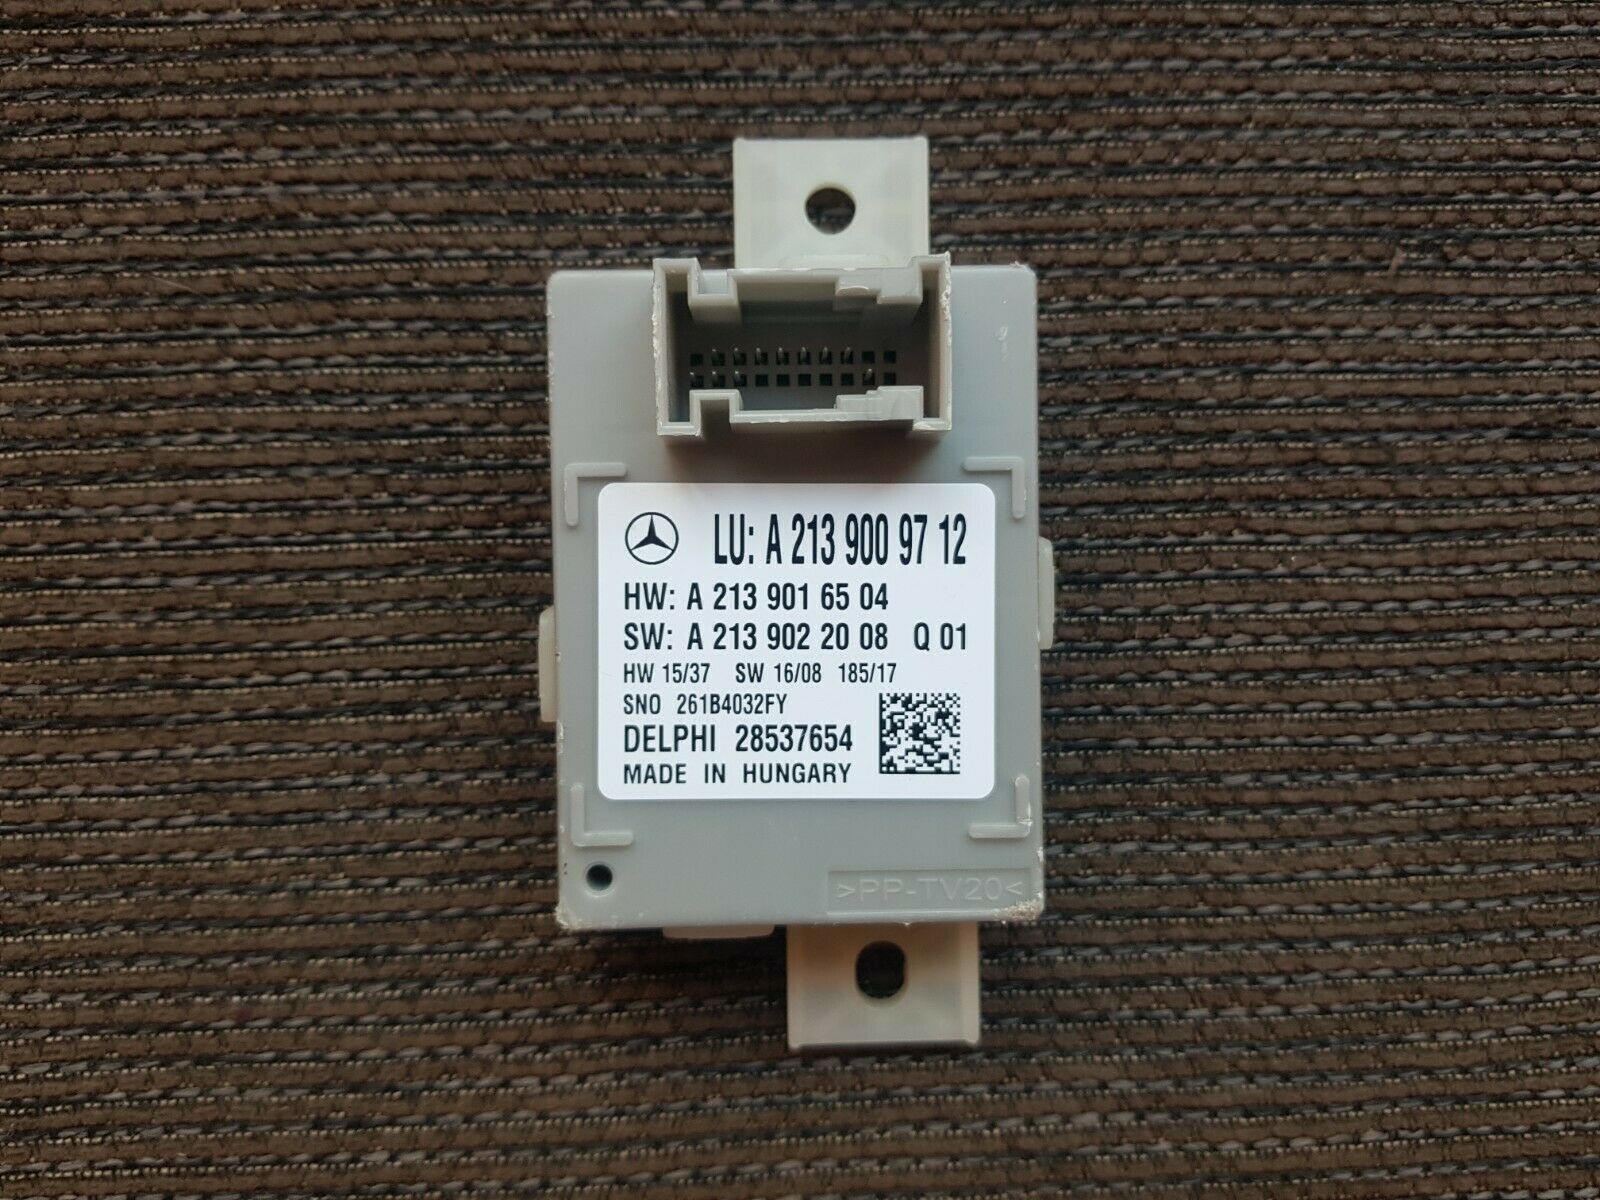 LU: A 213 900 97 12
HW: A 213 901 65 04
SW: A 213 902 20 08 Q 01
HW 15/37 SW 16/08 185/17
SNO 261B4032FY
DELPHI 28537654
MADE IN HUNGARY
>PP-TV20<